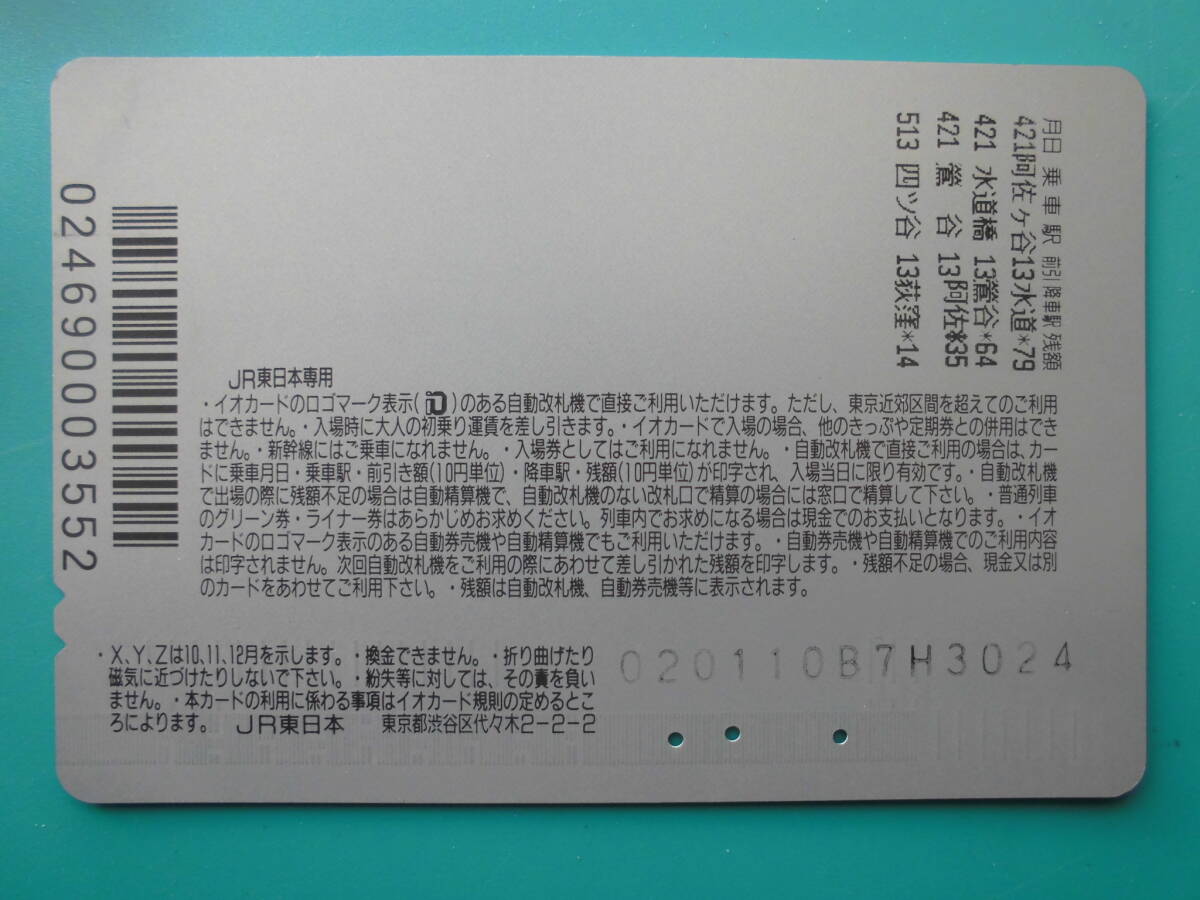 月日 乗車駅 前引 降車駅 残額
421阿佐ヶ谷13水道*79
421 水道橋 13鶯谷*64
421 鶯 谷 13阿佐*35
513 四ッ谷 13荻窪*14
02469000003552
JR東日本専用
・イオカードのロゴマーク表示( )のある自動改札機で直接ご利用いただけます。ただし、東京近郊区間を超えてのご利用
はできません。・入場時に大人の初乗り運賃を差し引きます。・イオカードで入場の場合、他のきっぷや定期券との併用はでき
ません。・新幹線にはご乗車になれません。・入場券としてはご利用になれません。・自動改札機で直接ご利用の場合は、カー
ドに乗車月日・乗車駅・前引き額(10円単位)・降車駅・残額(10円単位)が印字され、入場当日に限り有効です。・自動改札機
で出場の際に残額不足の場合は自動精算機で、自動改札機のない改札口で精算の場合には窓口で精算して下さい。・普通列車
のグリーン券・ライナー券はあらかじめお求めください。列車内でお求めになる場合は現金でのお支払いとなります。・イオ
カードのロゴマーク表示のある自動券売機や自動精算機でもご利用いただけます。・自動券売機や自動精算機でのご利用内容
は印字されません。次回自動改札機をご利用の際にあわせて差し引かれた残額を印字します。・残額不足の場合、現金又は別
のカードをあわせてご利用下さい。・残額は自動改札機、自動券売機等に表示されます。
・X、Y、Zは10、11、12月を示します。・換金できません。・折り曲げたり
磁気に近づけたりしないで下さい。・紛失等に対しては、その責を負い
ません。・本カードの利用に係わる事項はイオカード規則の定めるとこ
ろによります。 JR東日本 東京都渋谷区代々木2-2-2
020110B7H3024